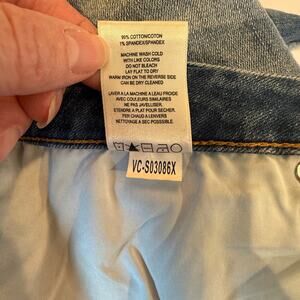 99% COTTON/COTON
1% SPANDEX/SPANDEX
MACHINE WASH COLD
WITH LIKE COLORS
DO NOT BLEACH
LAY FLAT TO DRY
WARM IRON ON THE REVERSE SIDE
CAN BE DRY CLEANED
LAVER A LA MACHINE A L'EAU FROIDE
AVEC COULEURS SIMILAIRES
NE PAS JAVELLISER
ETENDRE A PLAT POUR SECHER.
FER CHAUD A L'ENVERS
NETTOYAGE A SEC POSSIBLE.
VC-S03086X